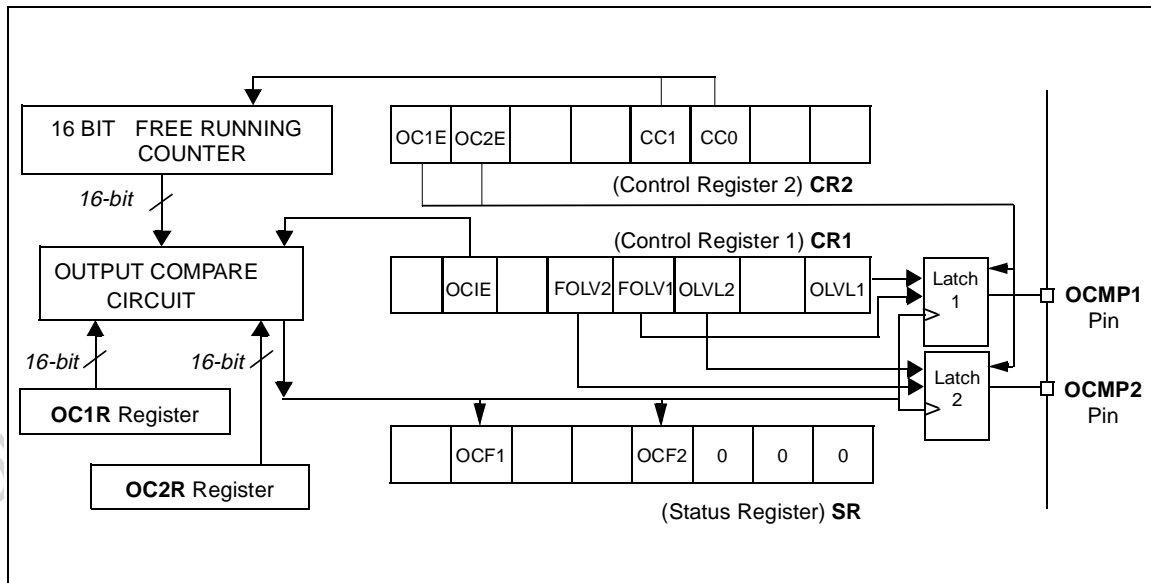 16 BIT FREE RUNNING
COUNTER
OC1E OC2E CC1 CC0
(Control Register 2) CR2
16-bit
(Control Register 1) CR1
OUTPUT COMPARE
CIRCUIT
OCIE FOLV2 FOLV1 OLVL2 OLVL1
Latch
1
OCMP1
Pin
16-bit 16-bit
Latch
2
OCMP2
Pin
OC1R Register
OCF1 OCF2 0 0 0
OC2R Register
(Status Register) SR